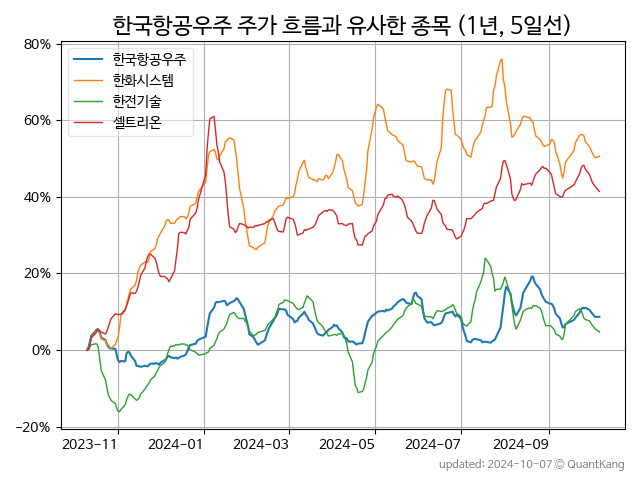 한국항공우주 주가 흐름과 유사한 종목 (1년, 5일선)
80%
60%
40%
20%
0%
−20%
한국항공우주
한화시스템
한전기술
셀트리온
2023−11
2024−01
2024−03
2024−05
2024−07
2024−09
updated: 2024-10-07 © QuantKang